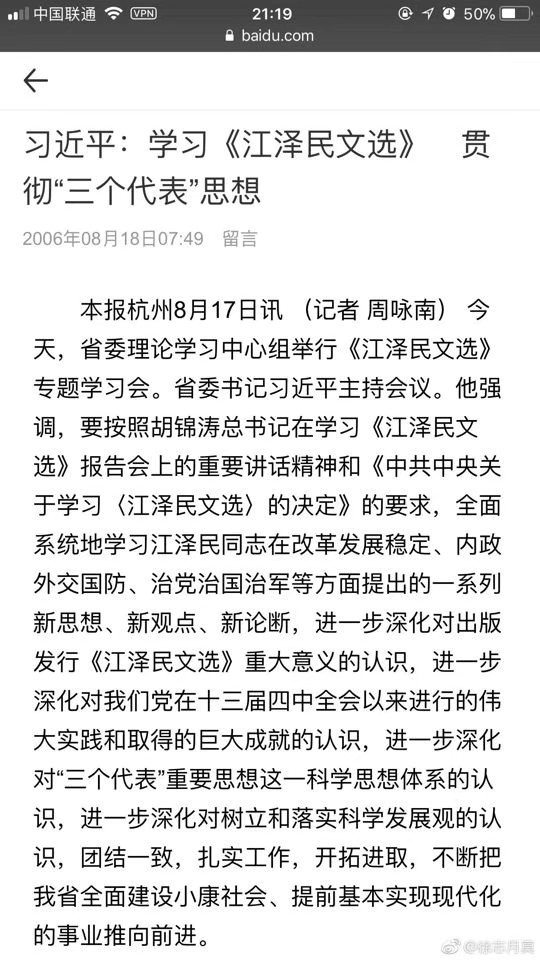 中国联通 VPN 21:19 50%
baidu.com
习近平：学习《江泽民文选》 贯
彻“三个代表”思想
2006年08月18日07:49 留言
本报杭州8月17日讯 （记者 周咏南） 今
天，省委理论学习中心组举行《江泽民文选》
专题学习会。省委书记习近平主持会议。他强
调，要按照胡锦涛总书记在学习《江泽民文
选》报告会上的重要讲话精神和《中共中央关
于学习〈江泽民文选〉的决定》的要求，全面
系统地学习江泽民同志在改革发展稳定、内政
外交国防、治党治国治军等方面提出的一系列
新思想、新观点、新论断，进一步深化对出版
发行《江泽民文选》重大意义的认识，进一步
深化对我们党在十三届四中全会以来进行的伟
大实践和取得的巨大成就的认识，进一步深化
对“三个代表”重要思想这一科学思想体系的认
识，进一步深化对树立和落实科学发展观的认
识，团结一致，扎实工作，开拓进取，不断把
我省全面建设小康社会、提前基本实现现代化
的事业推向前进。
@徐志月莫